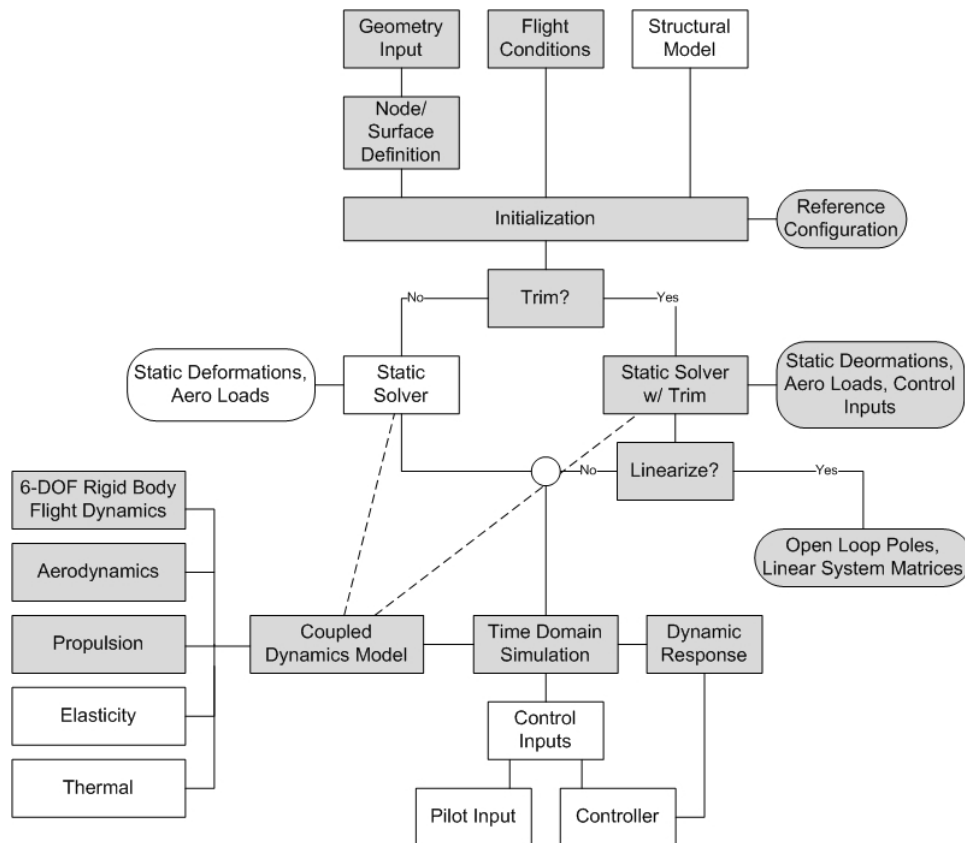 Geometry
Input
Flight
Conditions
Structural
Model
Node/
Surface
Definition
Initialization
Reference
Configuration
Trim?
No
Yes
Static Deformations,
Aero Loads
Static
Solver
Static Solver
w/ Trim
Static Deormations,
Aero Loads, Control
Inputs
No
Linearize?
Yes
6-DOF Rigid Body
Flight Dynamics
Open Loop Poles,
Linear System Matrices
Aerodynamics
Propulsion
Coupled
Dynamics Model
Time Domain
Simulation
Dynamic
Response
Elasticity
Control
Inputs
Thermal
Pilot Input
Controller